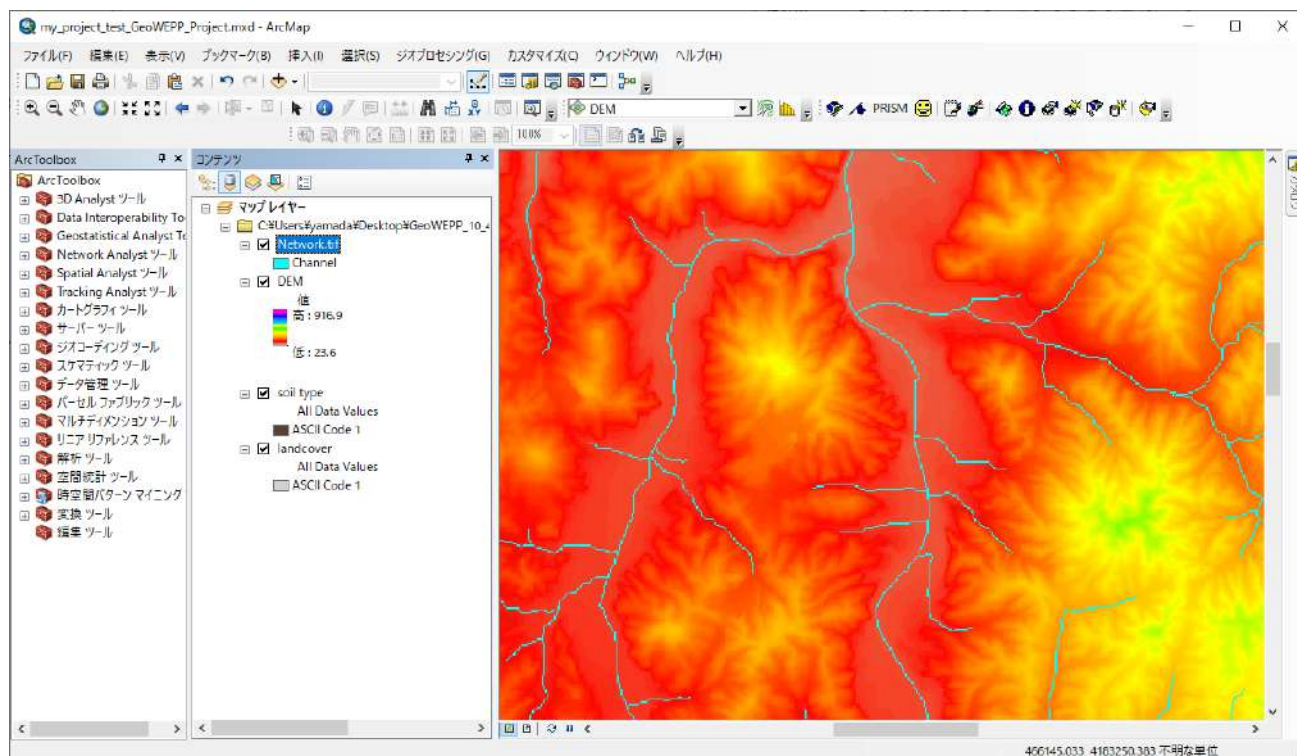 my_project_test_GeoWEPP_Project.mxd - ArcMap
ファイル(F) 編集(E) 表示(V) ブックマーク(B) 挿入(I) 選択(S) ジオプロセシング(G) カスタマイズ(C) ウィンドウ(W) ヘルプ(H)
DEM PRISM
100%
ArcToolbox
コンテンツ
ArcToolbox
3D Analyst ツール
Data Interoperability To
Geostatistical Analyst To
Network Analyst ツール
Spatial Analyst ツール
Tracking Analyst ツール
カートグラフィ ツール
サーバー ツール
ジオコーディング ツール
スケマティック ツール
データ管理 ツール
パーセル ファブリック ツール
マルチディメンション ツール
リニア リファレンス ツール
解析 ツール
空間統計 ツール
時空間パターン マイニング
変換 ツール
編集 ツール
マップ レイヤー
C:¥Users¥yamada¥Desktop¥GeoWEPP_10_4
Network.tif
Channel
DEM
値
高 : 916.9
低 : 23.6
soil type
All Data Values
ASCII Code 1
landcover
All Data Values
ASCII Code 1
カタログ
466145.033 4183250.383 不明な単位